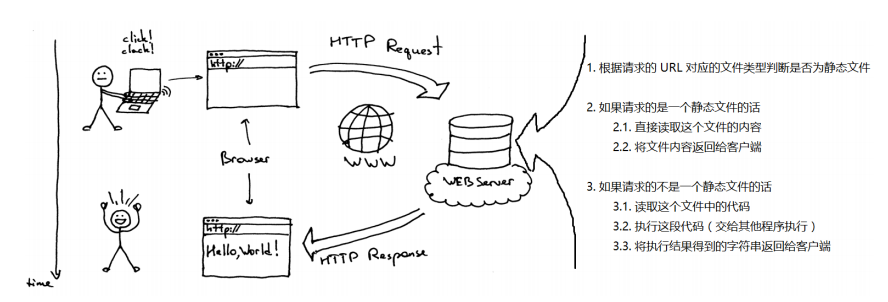 click!
clack!
http://
HTTP Request
Browser
WWW
WEB Server
http://
Hello, World!
HTTP Response
time
1. 根据请求的 URL 对应的文件类型判断是否为静态文件
2. 如果请求的是一个静态文件的话
2.1. 直接读取这个文件的内容
2.2. 将文件内容返回给客户端
3. 如果请求的不是一个静态文件的话
3.1. 读取这个文件中的代码
3.2. 执行这段代码（交给其他程序执行）
3.3. 将执行结果得到的字符串返回给客户端